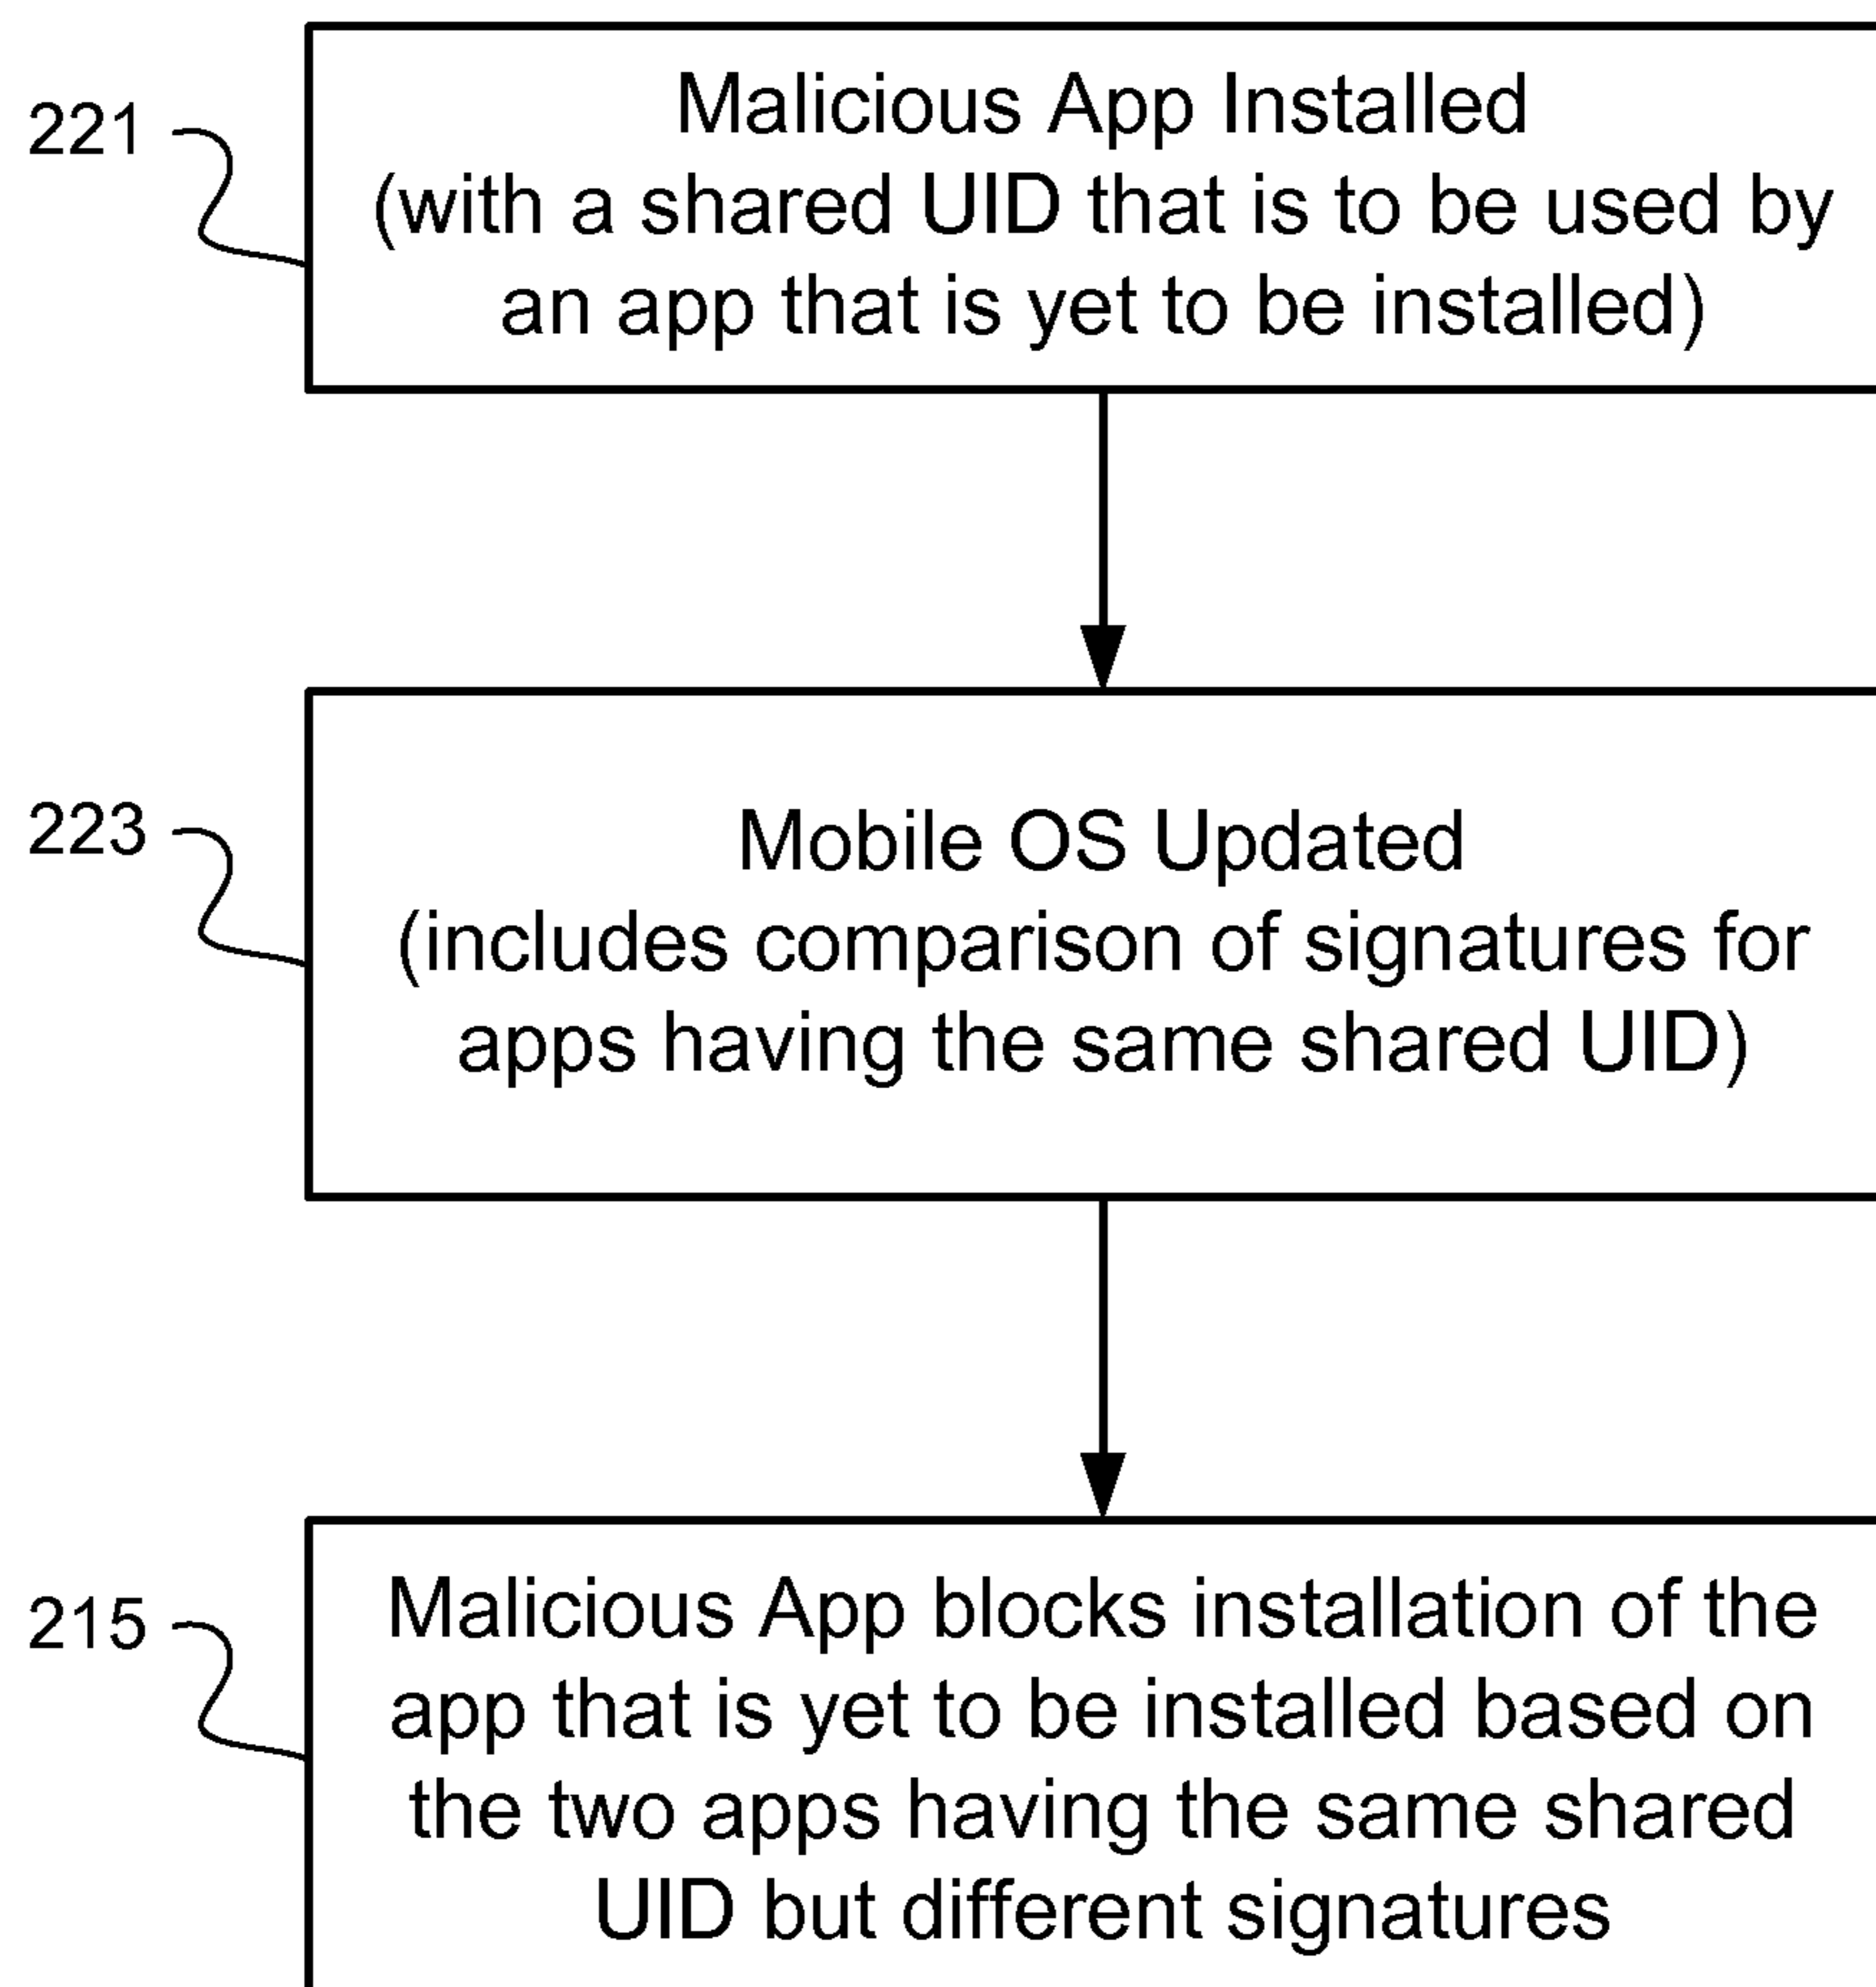 221
Malicious App Installed
(with a shared UID that is to be used by
an app that is yet to be installed)
223
Mobile OS Updated
(includes comparison of signatures for
apps having the same shared UID)
215
Malicious App blocks installation of the
app that is yet to be installed based on
the two apps having the same shared
UID but different signatures